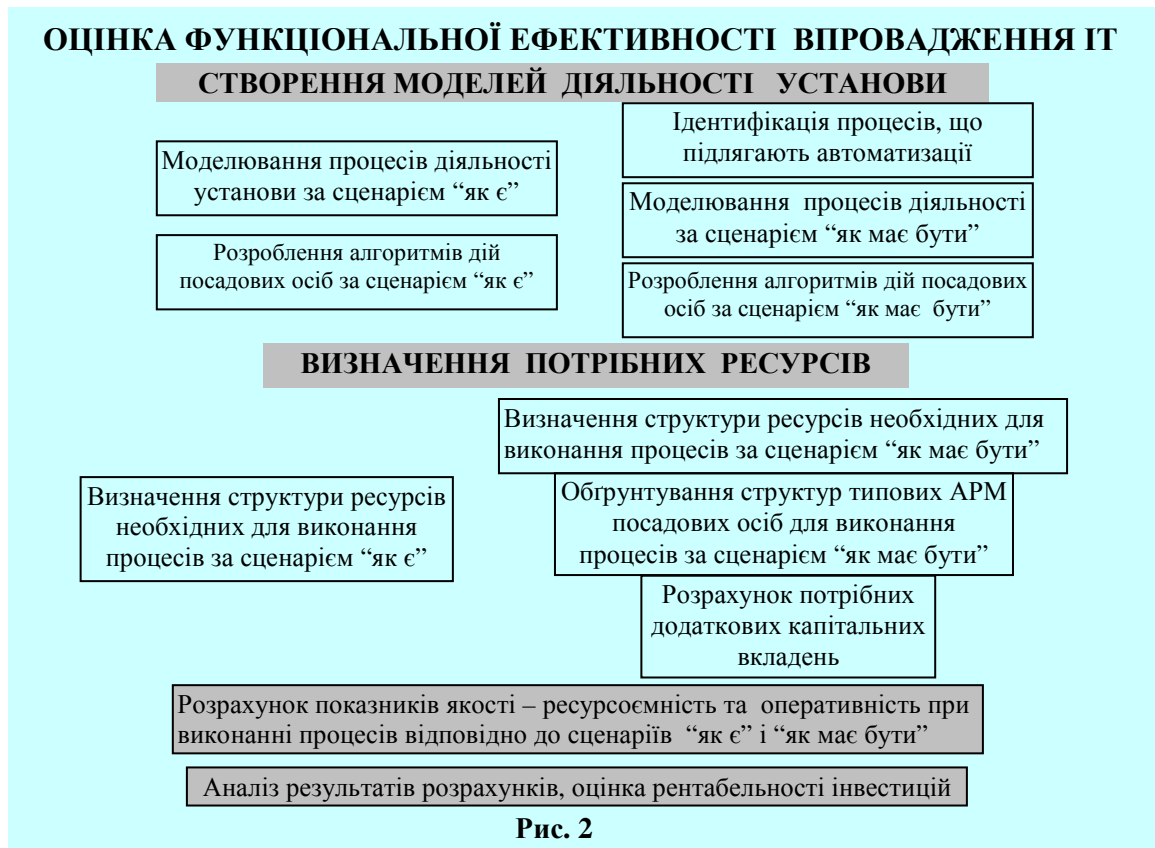 ОЦІНКА ФУНКЦІОНАЛЬНОЇ ЕФЕКТИВНОСТІ ВПРОВАДЖЕННЯ ІТ
СТВОРЕННЯ МОДЕЛЕЙ ДІЯЛЬНОСТІ УСТАНОВИ
Моделювання процесів діяльності
установи за сценарієм “як є”
Розроблення алгоритмів дій
посадових осіб за сценарієм “як є”
Ідентифікація процесів, що
підлягають автоматизації
Моделювання процесів діяльності
за сценарієм “як має бути”
Розроблення алгоритмів дій посадових
осіб за сценарієм “як має бути”
ВИЗНАЧЕННЯ ПОТРІБНИХ РЕСУРСІВ
Визначення структури ресурсів
необхідних для виконання
процесів за сценарієм “як є”
Визначення структури ресурсів необхідних для
виконання процесів за сценарієм “як має бути”
Обґрунтування структур типових АРМ
посадових осіб для виконання
процесів за сценарієм “як має бути”
Розрахунок потрібних
додаткових капітальних
вкладень
Розрахунок показників якості – ресурсоємність та оперативність при
виконанні процесів відповідно до сценаріїв “як є” і “як має бути”
Аналіз результатів розрахунків, оцінка рентабельності інвестицій
Рис. 2